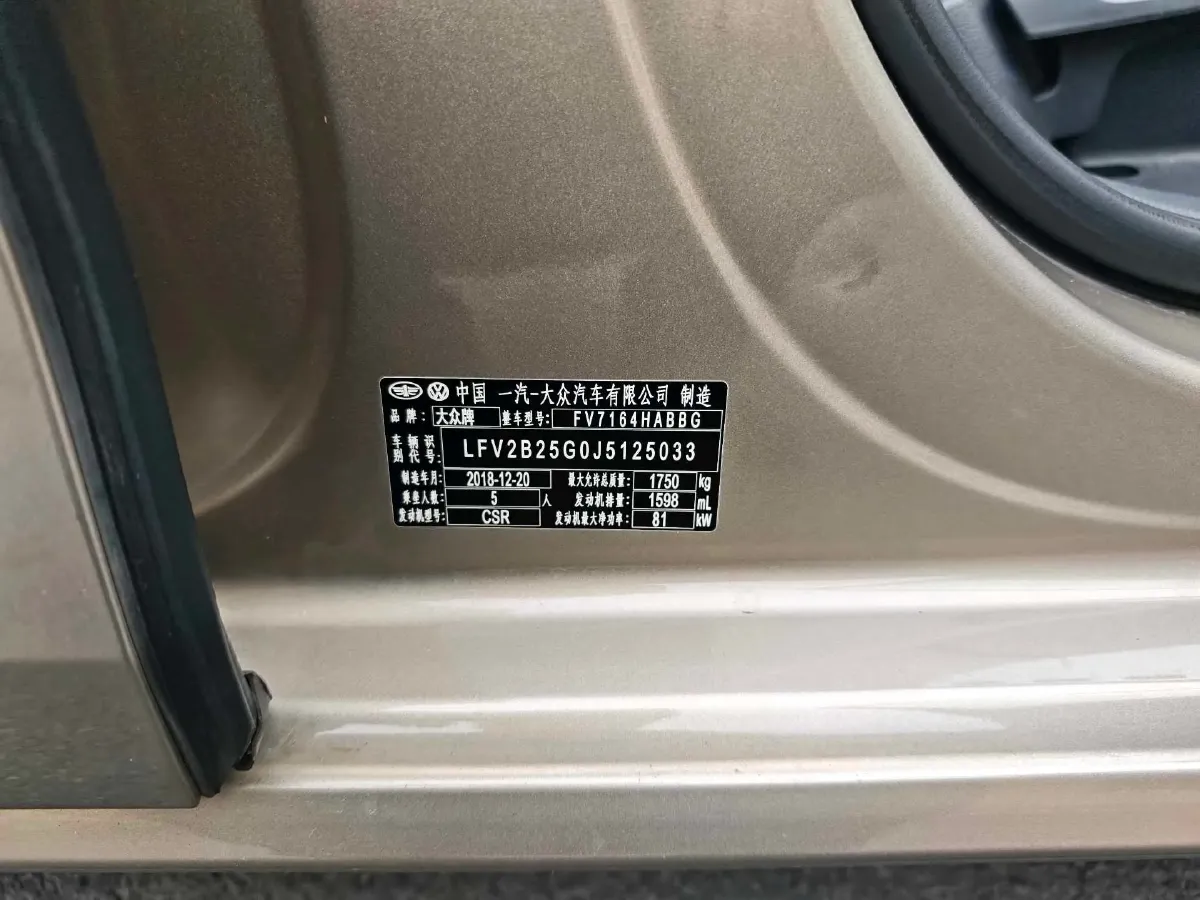 中国 一汽-大众汽车有限公司 制造
品牌: 大众牌 整车型号: FV7164HABBG
车辆识别代号: LFV2B25G0J5125033
制造年月: 2018-12-20 最大允许总质量: 1750 kg
乘坐人数: 5 人 发动机排量: 1598 mL
发动机型号: CSR 发动机最大净功率: 81 kW